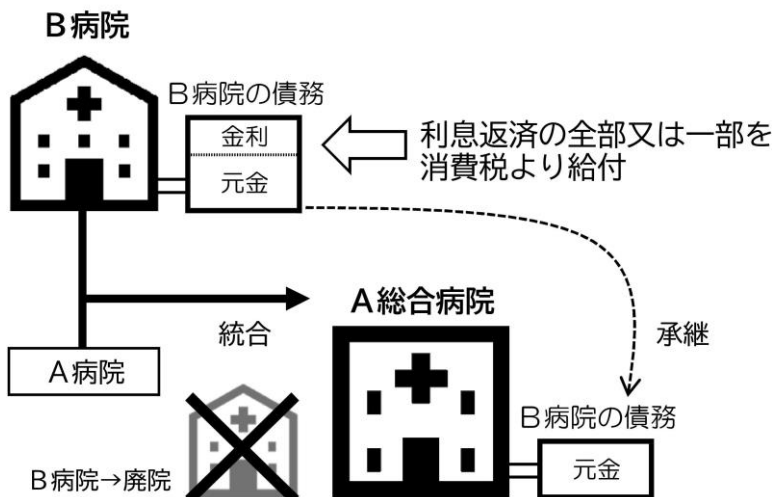 B病院
B病院の債務
金利
元金
利息返済の全部又は一部を
消費税より給付
A総合病院
統合
承継
A病院
B病院の債務
元金
B病院→廃院